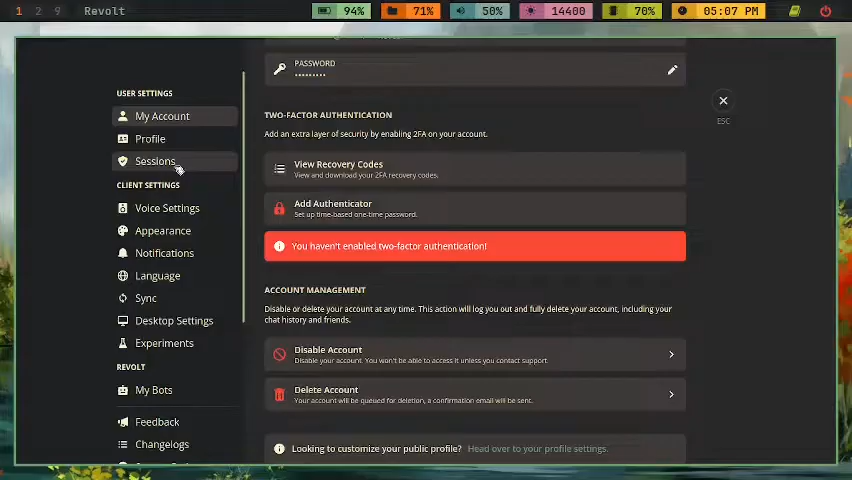 1 2 9 Revolt 94% 71% 50% 14400 70% 05:07 PM
USER SETTINGS
My Account
Profile
Sessions
CLIENT SETTINGS
Voice Settings
Appearance
Notifications
Language
Sync
Desktop Settings
Experiments
REVOLT
My Bots
Feedback
Changelogs
PASSWORD
•••••••••
TWO-FACTOR AUTHENTICATION
Add an extra layer of security by enabling 2FA on your account.
View Recovery Codes
View and download your 2FA recovery codes.
Add Authenticator
Set up time-based one-time password.
You haven't enabled two-factor authentication!
ACCOUNT MANAGEMENT
Disable or delete your account at any time. This action will log you out and fully delete your account, including your
chat history and friends.
Disable Account
Disable your account. You won't be able to access it unless you contact support.
Delete Account
Your account will be queued for deletion, a confirmation email will be sent.
Looking to customize your public profile? Head over to your profile settings.
ESC